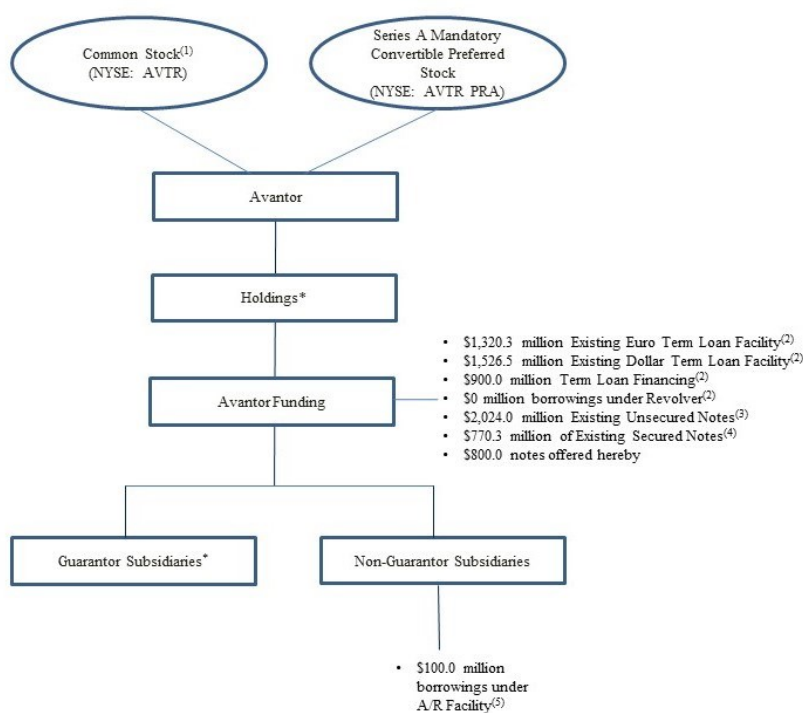 Common Stock(1)
(NYSE: AVTR)
Series A Mandatory
Convertible Preferred
Stock
(NYSE: AVTR PRA)
Avantor
Holdings*
Avantor Funding
• $1,320.3 million Existing Euro Term Loan Facility(2)
• $1,526.5 million Existing Dollar Term Loan Facility(2)
• $900.0 million Term Loan Financing(2)
• $0 million borrowings under Revolver(2)
• $2,024.0 million Existing Unsecured Notes(3)
• $770.3 million of Existing Secured Notes(4)
• $800.0 notes offered hereby
Guarantor Subsidiaries*
Non-Guarantor Subsidiaries
• $100.0 million
borrowings under
A/R Facility(5)